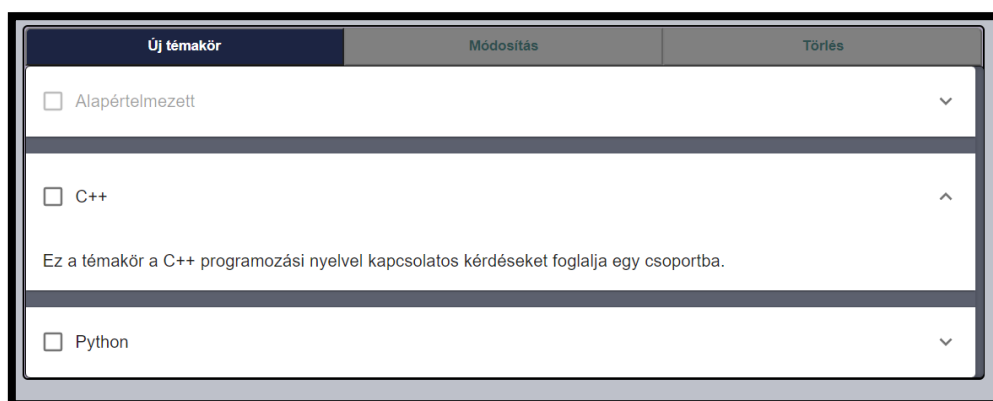 Új témakör Módosítás Törlés
Alapértelmezett
C++
Ez a témakör a C++ programozási nyelvel kapcsolatos kérdéseket foglalja egy csoportba.
Python